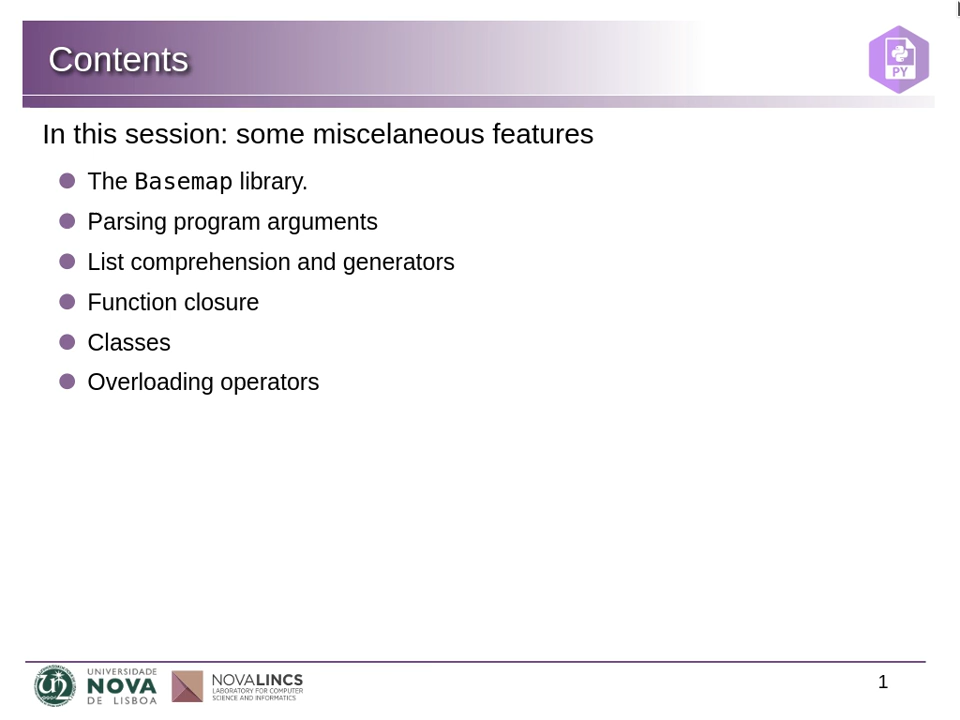 Contents
PY
In this session: some miscelaneous features
The Basemap library.
Parsing program arguments
List comprehension and generators
Function closure
Classes
Overloading operators
UNIVERSIDADE
NOVA
DE LISBOA
NOVALINCS
LABORATORY FOR COMPUTER
SCIENCE AND INFORMATICS
1